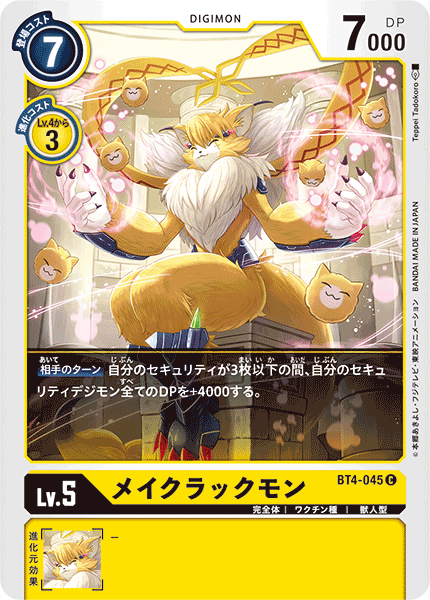 登場コスト
7
DIGIMON
7000
DP
進化コスト
Lv.4から
3
Teppei Tadokoro
©本郷あきよし・フジテレビ・東映アニメーション BANDAI MADE IN JAPAN
相手のターン 自分のセキュリティが3枚以下の間、自分のセキュ
リティデジモン全てのDPを+4000する。
Lv.5
メイクラックモン
BT4-045 C
完全体 | ワクチン種 | 獣人型
進化元効果
—